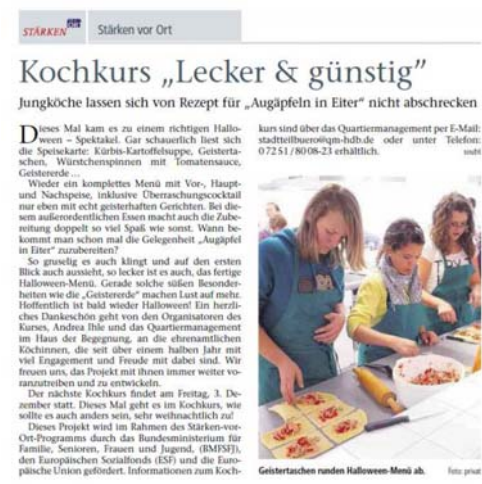 STÄRKEN VOR ORT
Stärken vor Ort
Kochkurs „Lecker & günstig”
Jungköche lassen sich von Rezept für „Augäpfeln in Eiter” nicht abschrecken
Dieses Mal kam es zu einem richtigen Hallo-
ween – Spektakel. Gar schauerlich liest sich
die Speisekarte: Kürbis-Kartoffelsuppe, Geisterta-
schen, Würstchenspinnen mit Tomatensauce,
Geistererde ...
Wieder ein komplettes Menü mit Vor-, Haupt-
und Nachspeise, inklusive Überraschungscocktail
nur eben mit echt geisterhaften Gerichten. Bei die-
sem außerordentlichen Essen macht auch die Zube-
reitung doppelt so viel Spaß wie sonst. Wann be-
kommt man schon mal die Gelegenheit „Augäpfel
in Eiter” zuzubereiten?
So gruselig es auch klingt und auf den ersten
Blick auch aussieht, so lecker ist es auch, das fertige
Halloween-Menü. Gerade solche süßen Besonder-
heiten wie die „Geistererde” machen Lust auf mehr.
Hoffentlich ist bald wieder Halloween! Ein herzli-
ches Dankeschön geht von den Organisatoren des
Kurses, Andrea Ihle und das Quartiermanagement
im Haus der Begegnung, an die ehrenamtlichen
Köchinnen, die seit über einem halben Jahr mit
viel Engagement und Freude mit dabei sind. Wir
freuen uns, das Projekt mit ihnen immer weiter vo-
ranzutreiben und zu entwickeln.
Der nächste Kochkurs findet am Freitag, 3. De-
zember statt. Dieses Mal geht es im Kochkurs, wie
sollte es auch anders sein, sehr weihnachtlich zu!
Dieses Projekt wird im Rahmen des Stärken-vor-
Ort-Programms durch das Bundesministerium für
Familie, Senioren, Frauen und Jugend, (BMFSFJ),
den Europäischen Sozialfonds (ESF) und die Euro-
päische Union gefördert. Informationen zum Koch-
kurs sind über das Quartiermanagement per E-Mail:
stadtteilbuero@qm-hdb.de oder unter Telefon:
0 72 51 / 80 08-23 erhältlich.
Geistertaschen runden Halloween-Menü ab.
Foto: privat